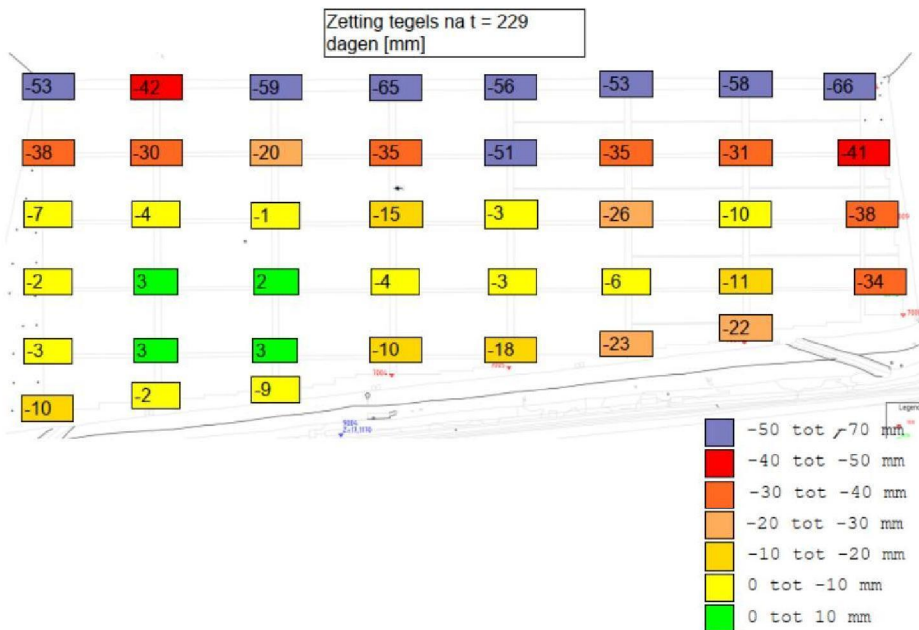 Zetting tegels na t = 229
dagen [mm]
-53 -42 -59 -65 -56 -53 -58 -66
-38 -30 -20 -35 -51 -35 -31 -41
-7 -4 -1 -15 -3 -26 -10 -38
-2 3 2 -4 -3 -6 -11 -34
-3 3 3 -10 -18 -23 -22
-10 -2 -9
Legend
-50 tot -70 mm
-40 tot -50 mm
-30 tot -40 mm
-20 tot -30 mm
-10 tot -20 mm
0 tot -10 mm
0 tot 10 mm